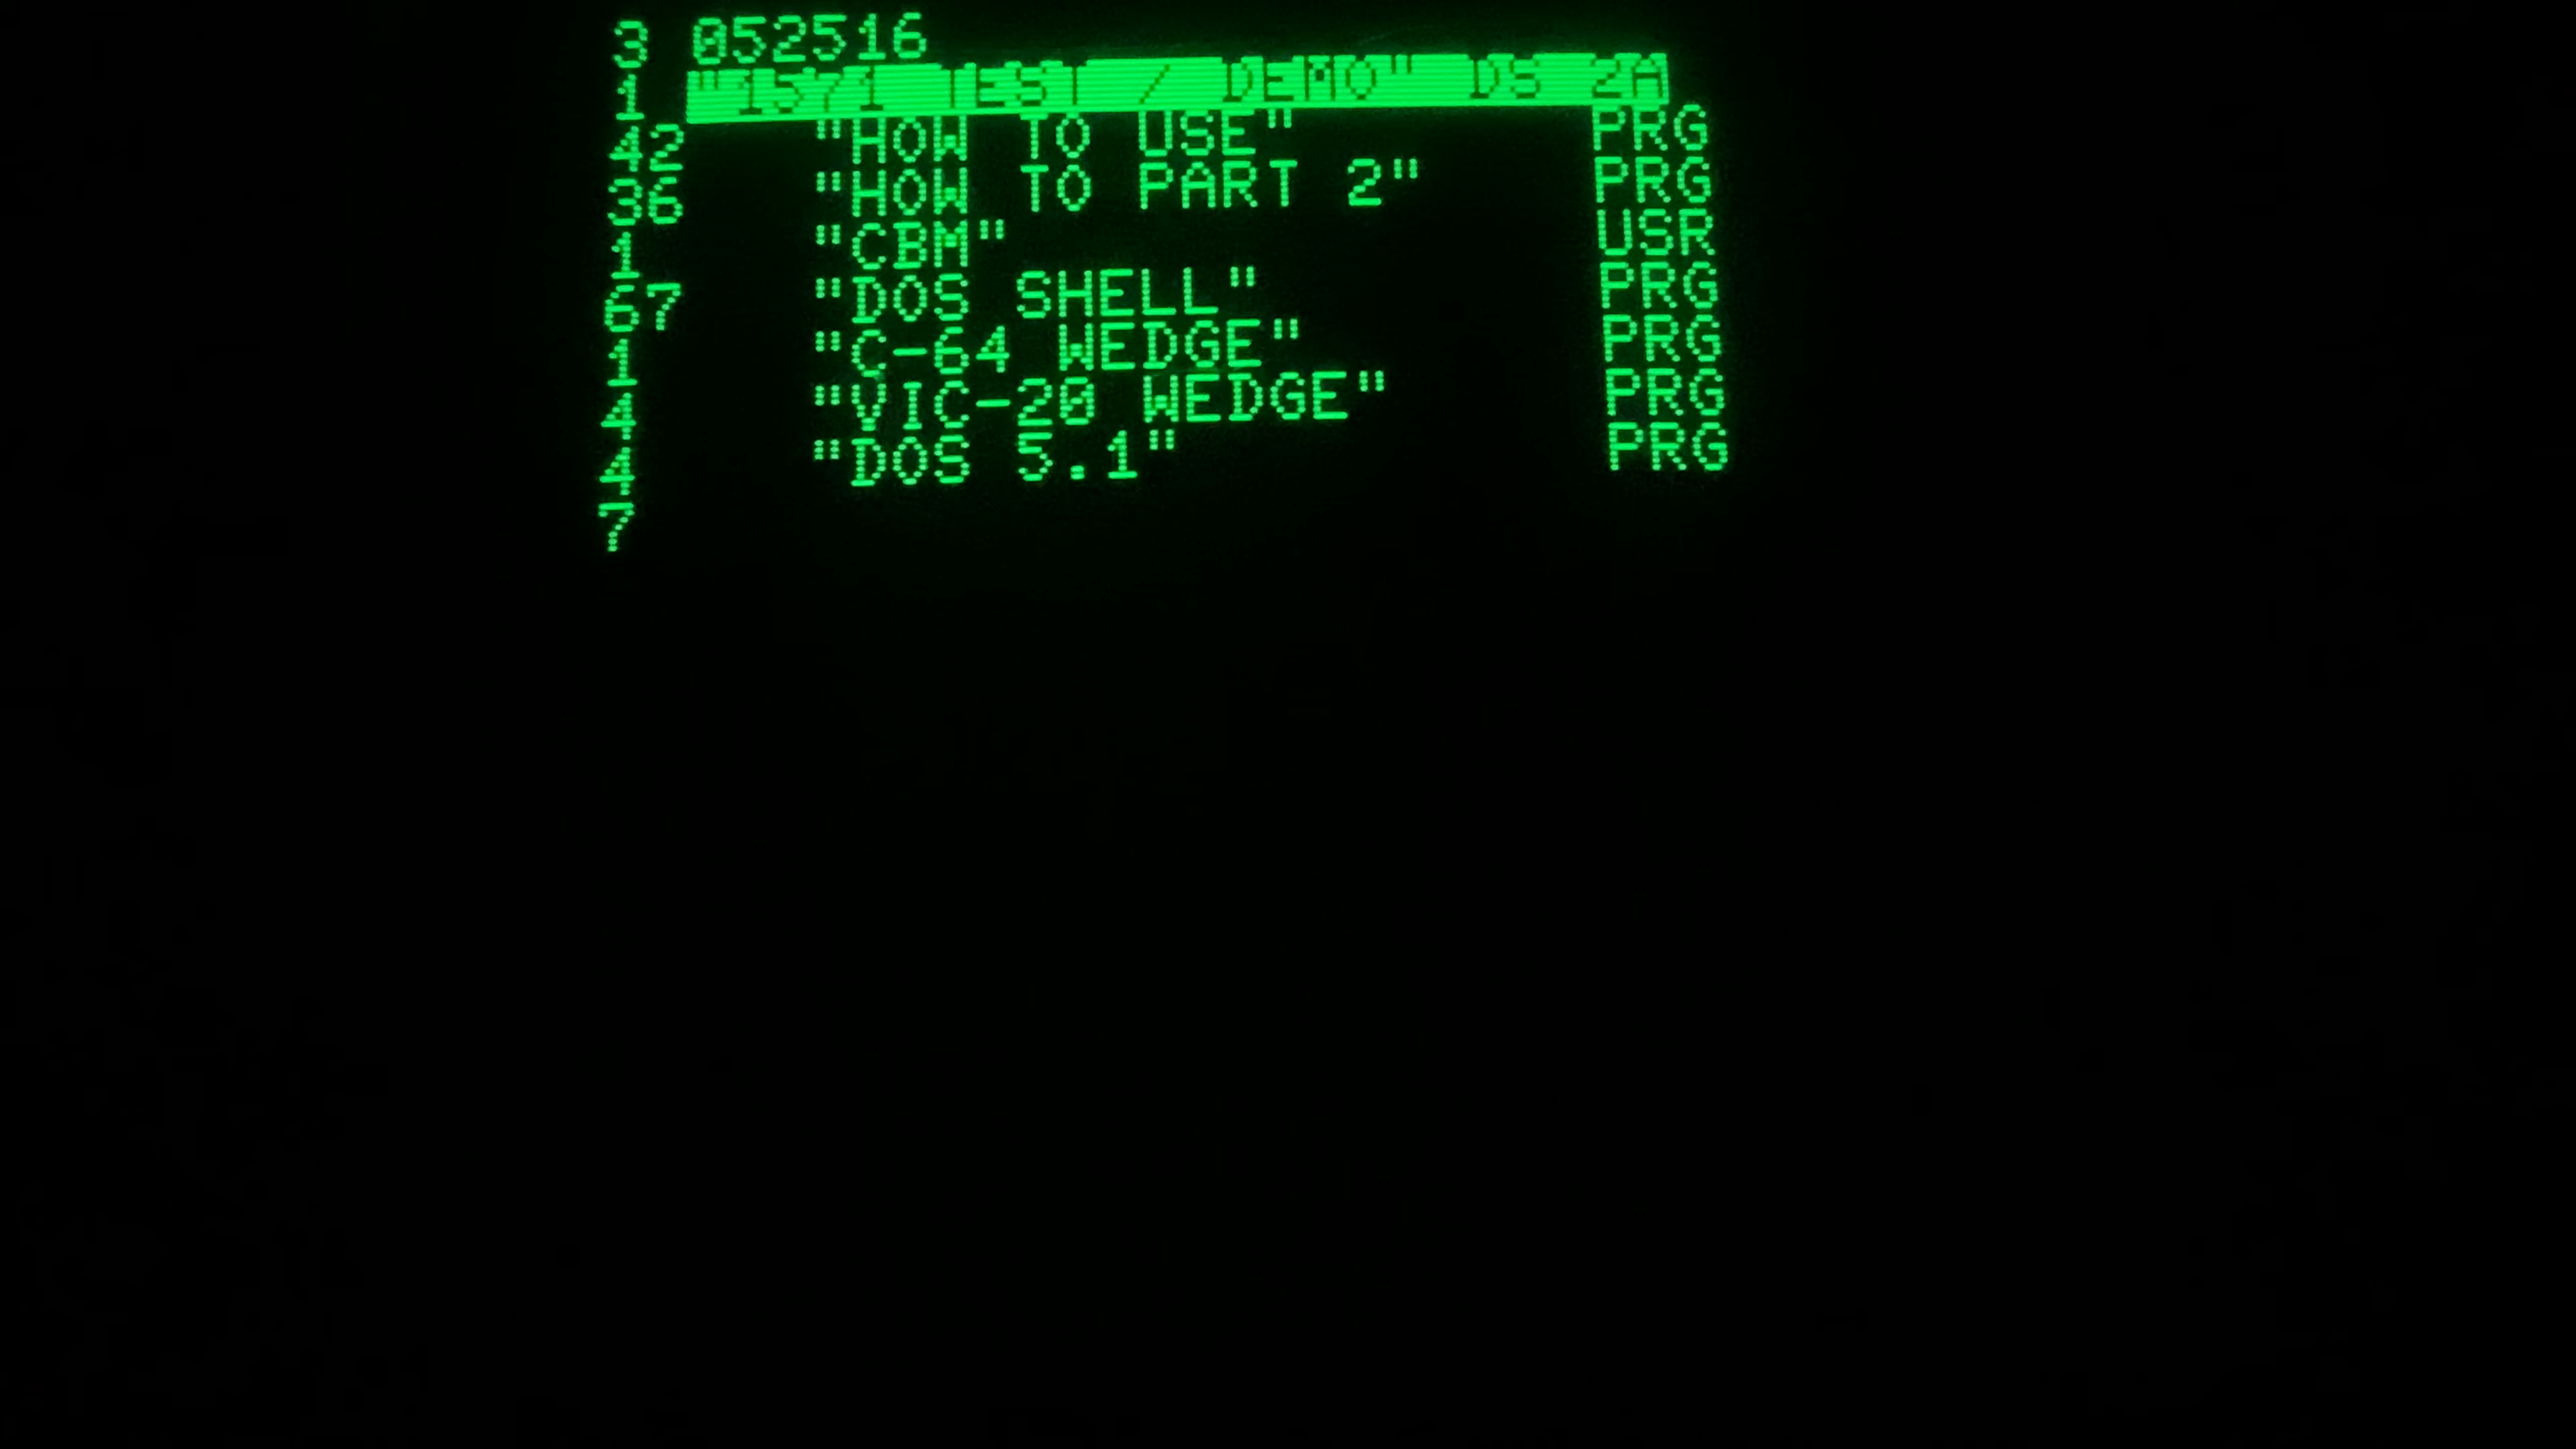 3 052516
1 "1571 TEST / DEMO" DS 2A
42 "HOW TO USE" PRG
36 "HOW TO PART 2" PRG
1 "CBM" USR
67 "DOS SHELL" PRG
1 "C-64 WEDGE" PRG
4 "VIC-20 WEDGE" PRG
4 "DOS 5.1" PRG
7